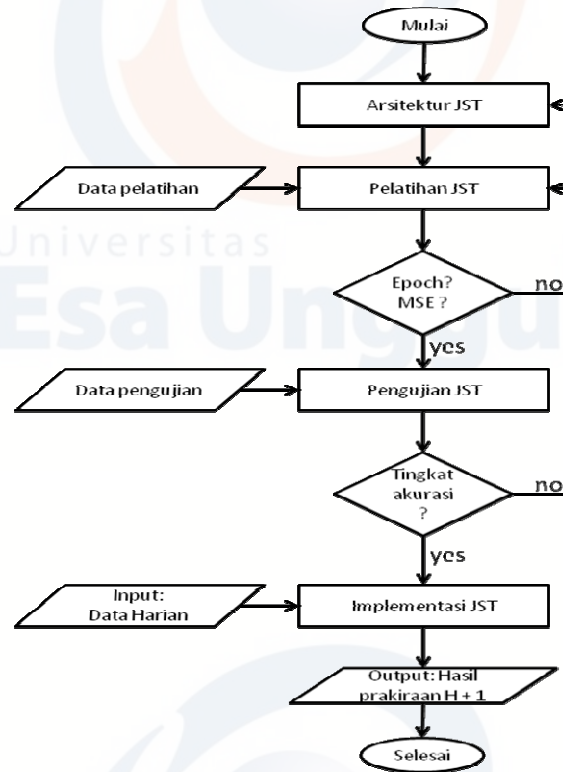 Mulai
Arsitektur JST
Data pelatihan
Pelatihan JST
Universitas
Esa Unggu
Epoch?
MSE ?
no
yes
Data pengujian
Pengujian JST
Tingkat
akurasi
?
no
yes
Input:
Data Harian
Implementasi JST
Output: Hasil
prakiraan H + 1
Selesai